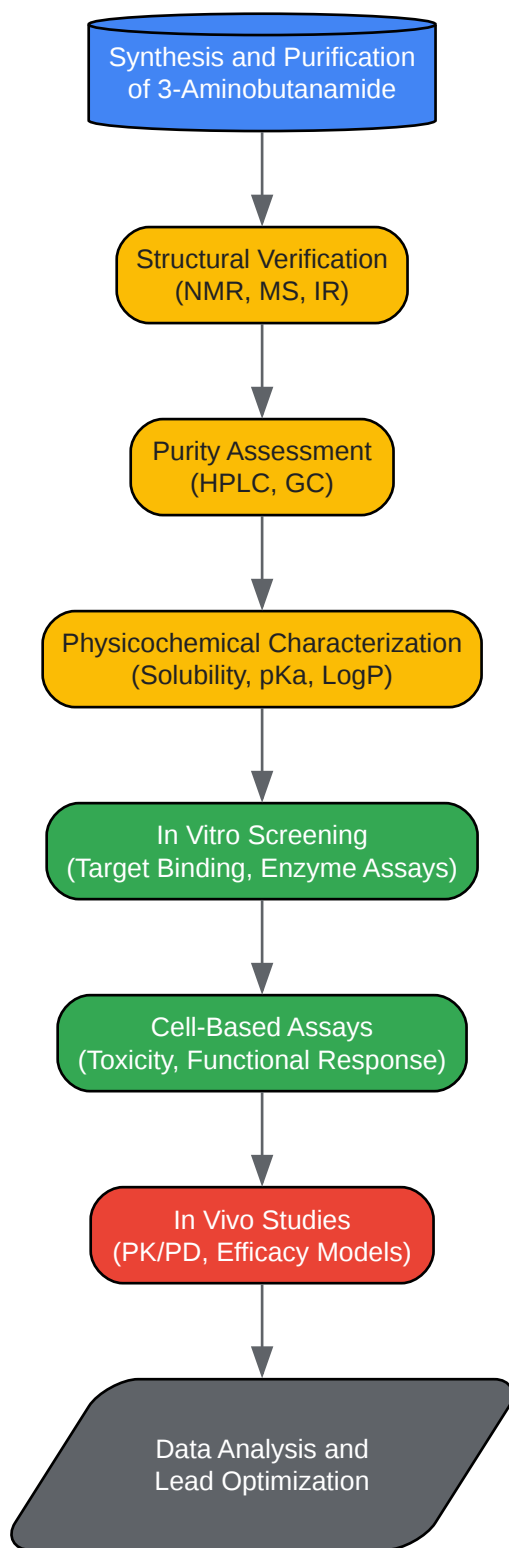 Synthesis and Purification
of 3-Aminobutanamide
Structural Verification
(NMR, MS, IR)
Purity Assessment
(HPLC, GC)
Physicochemical Characterization
(Solubility, pKa, LogP)
In Vitro Screening
(Target Binding, Enzyme Assays)
Cell-Based Assays
(Toxicity, Functional Response)
In Vivo Studies
(PK/PD, Efficacy Models)
Data Analysis and
Lead Optimization